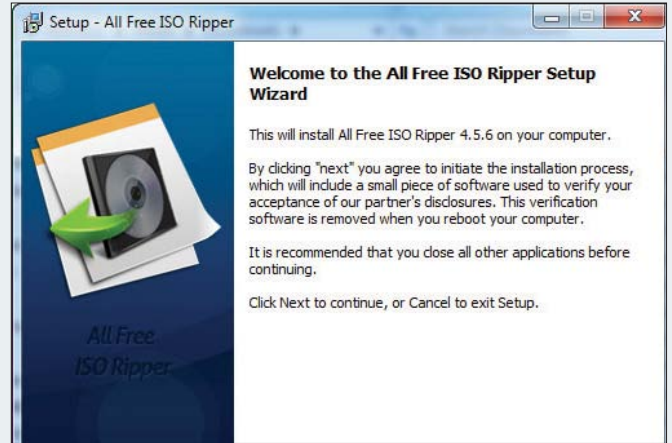 Setup - All Free ISO Ripper
Welcome to the All Free ISO Ripper Setup
Wizard
This will install All Free ISO Ripper 4.5.6 on your computer.
By clicking "next" you agree to initiate the installation process,
which will include a small piece of software used to verify your
acceptance of our partner's disclosures. This verification
software is removed when you reboot your computer.
It is recommended that you close all other applications before
continuing.
Click Next to continue, or Cancel to exit Setup.
All Free
ISO Ripper